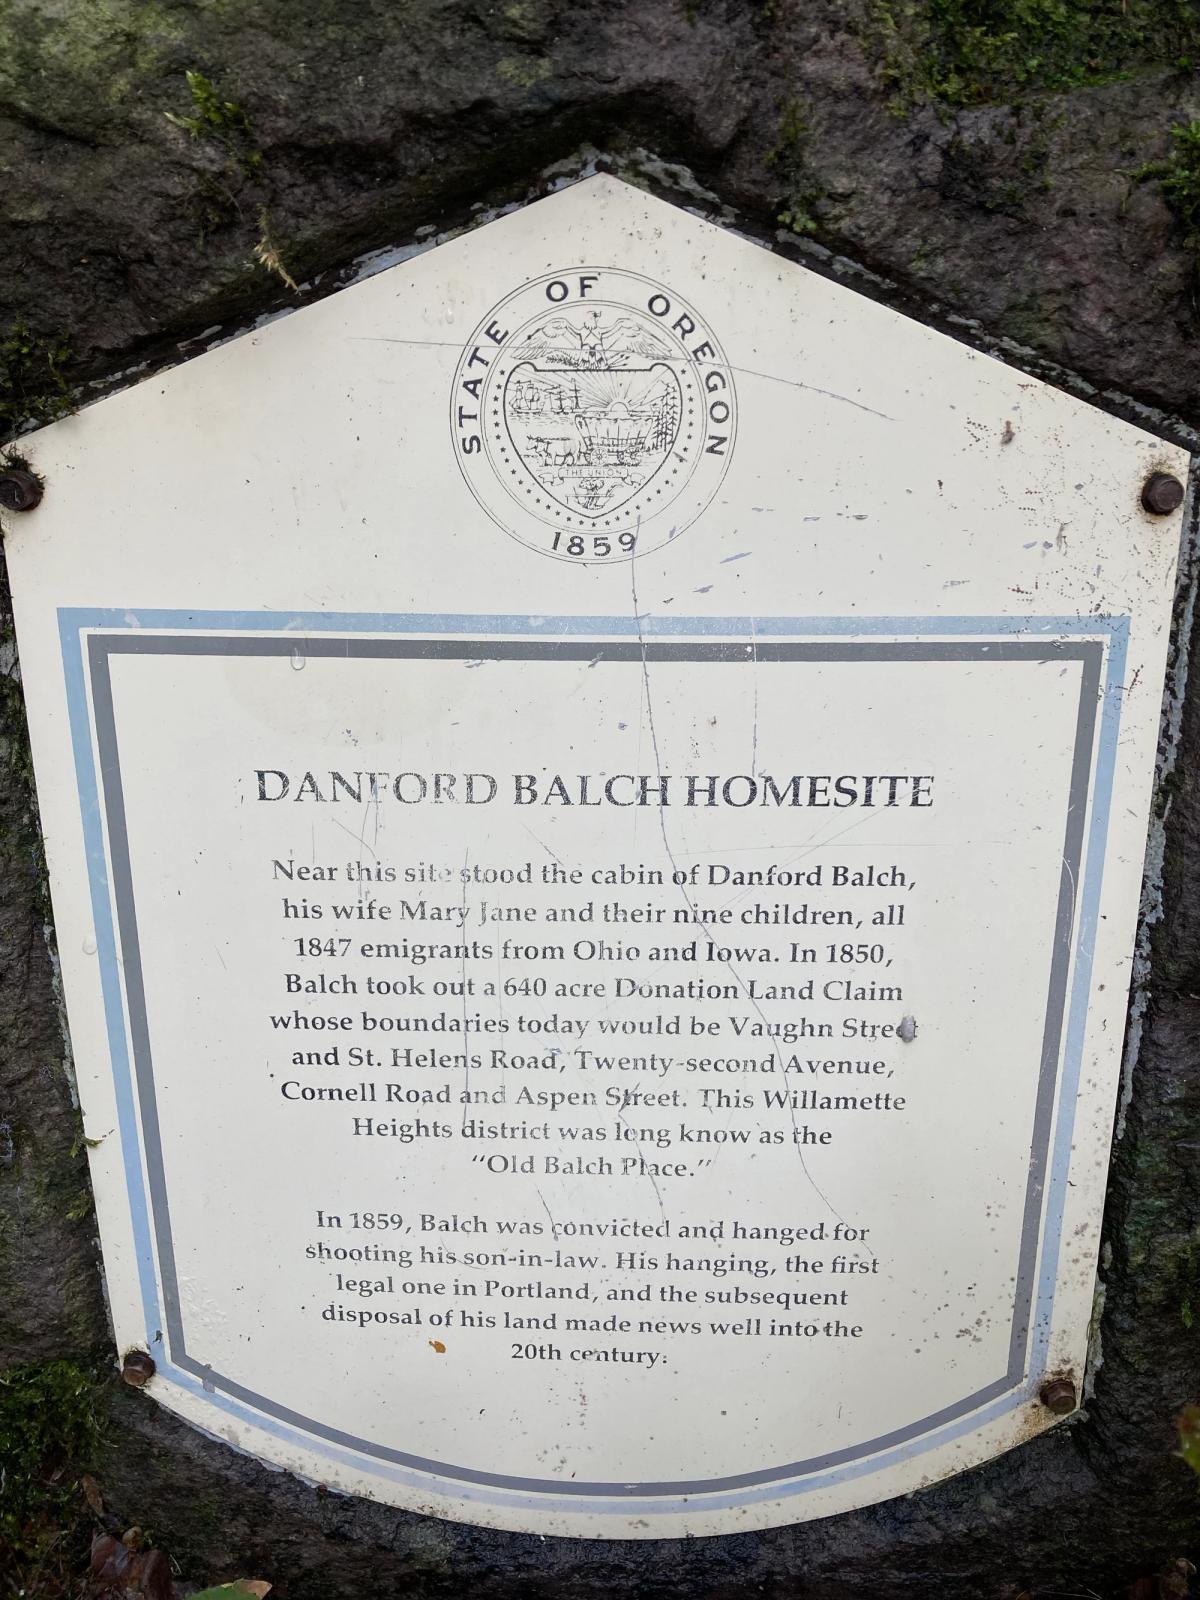 STATE OF OREGON
THE UNION
1859
DANFORD BALCH HOMESITE
Near this site stood the cabin of Danford Balch,
his wife Mary Jane and their nine children, all
1847 emigrants from Ohio and Iowa. In 1850,
Balch took out a 640 acre Donation Land Claim
whose boundaries today would be Vaughn Street
and St. Helens Road, Twenty-second Avenue,
Cornell Road and Aspen Street. This Willamette
Heights district was long know as the
“Old Balch Place.”
In 1859, Balch was convicted and hanged for
shooting his son-in-law. His hanging, the first
legal one in Portland, and the subsequent
disposal of his land made news well into the
20th century.